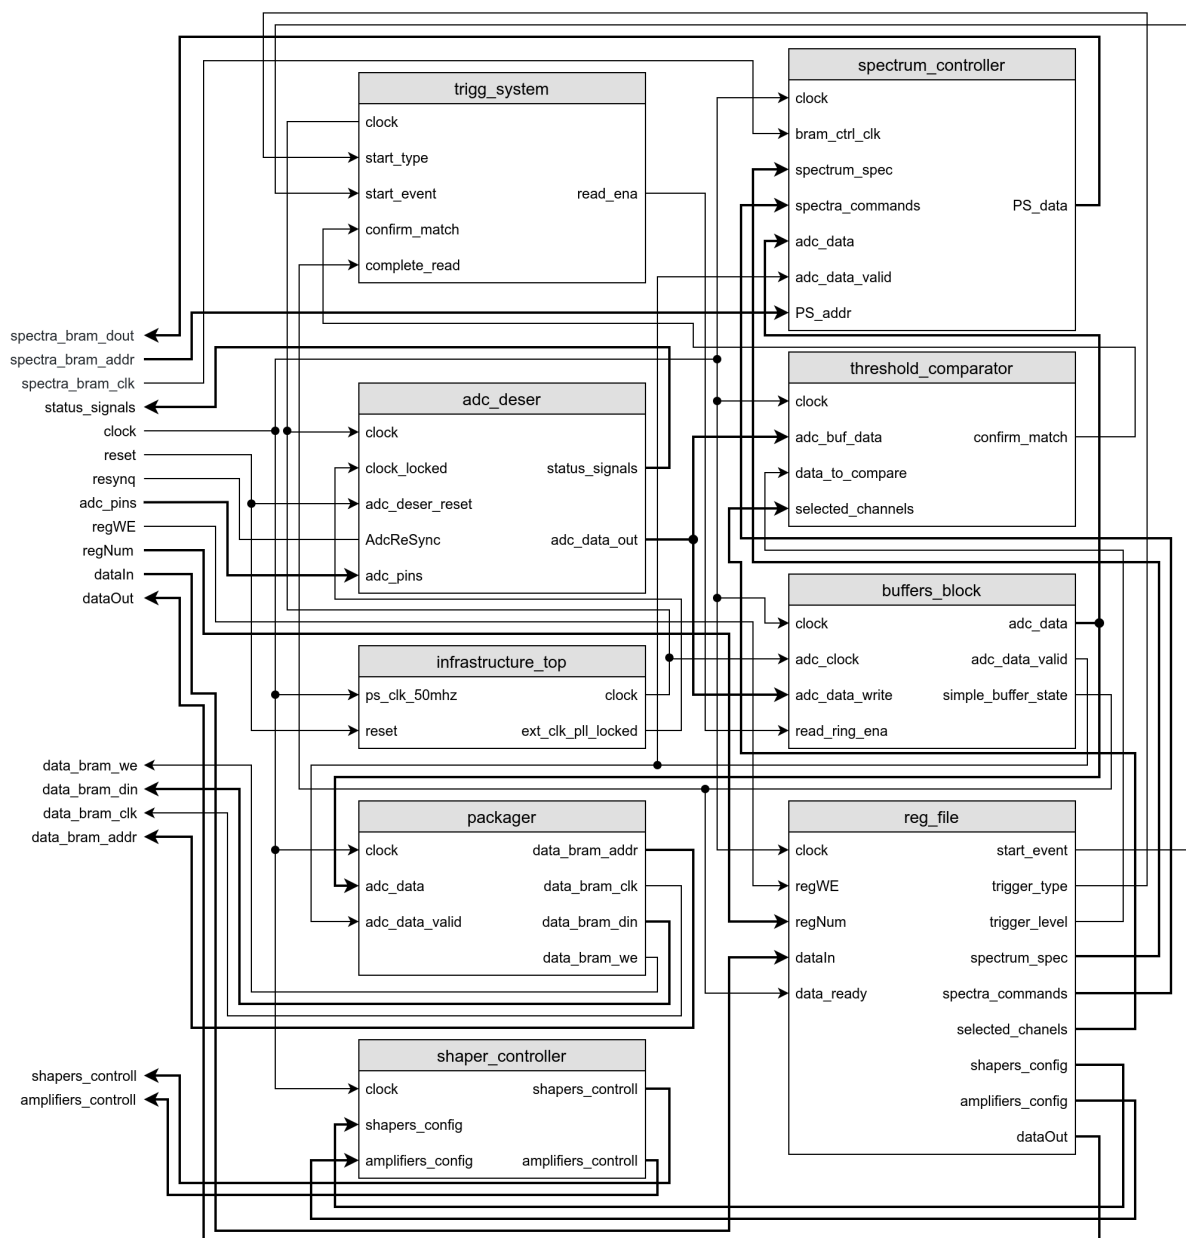 spectra_bram_dout
spectra_bram_addr
spectra_bram_clk
status_signals
clock
reset
resynq
adc_pins
regWE
regNum
dataIn
dataOut
data_bram_we
data_bram_din
data_bram_clk
data_bram_addr
shapers_controll
amplifiers_controll
trigg_system
clock
start_type
start_event read_ena
confirm_match
complete_read
adc_deser
clock
clock_locked status_signals
adc_deser_reset
AdcReSync adc_data_out
adc_pins
infrastructure_top
ps_clk_50mhz clock
reset ext_clk_pll_locked
packager
clock data_bram_addr
adc_data data_bram_clk
adc_data_valid data_bram_din
data_bram_we
shaper_controller
clock shapers_controll
shapers_config
amplifiers_config amplifiers_controll
spectrum_controller
clock
bram_ctrl_clk
spectrum_spec
spectra_commands PS_data
adc_data
adc_data_valid
PS_addr
threshold_comparator
clock
adc_buf_data confirm_match
data_to_compare
selected_channels
buffers_block
clock adc_data
adc_clock adc_data_valid
adc_data_write simple_buffer_state
read_ring_ena
reg_file
clock start_event
regWE trigger_type
regNum trigger_level
dataIn spectrum_spec
data_ready spectra_commands
selected_chanels
shapers_config
amplifiers_config
dataOut